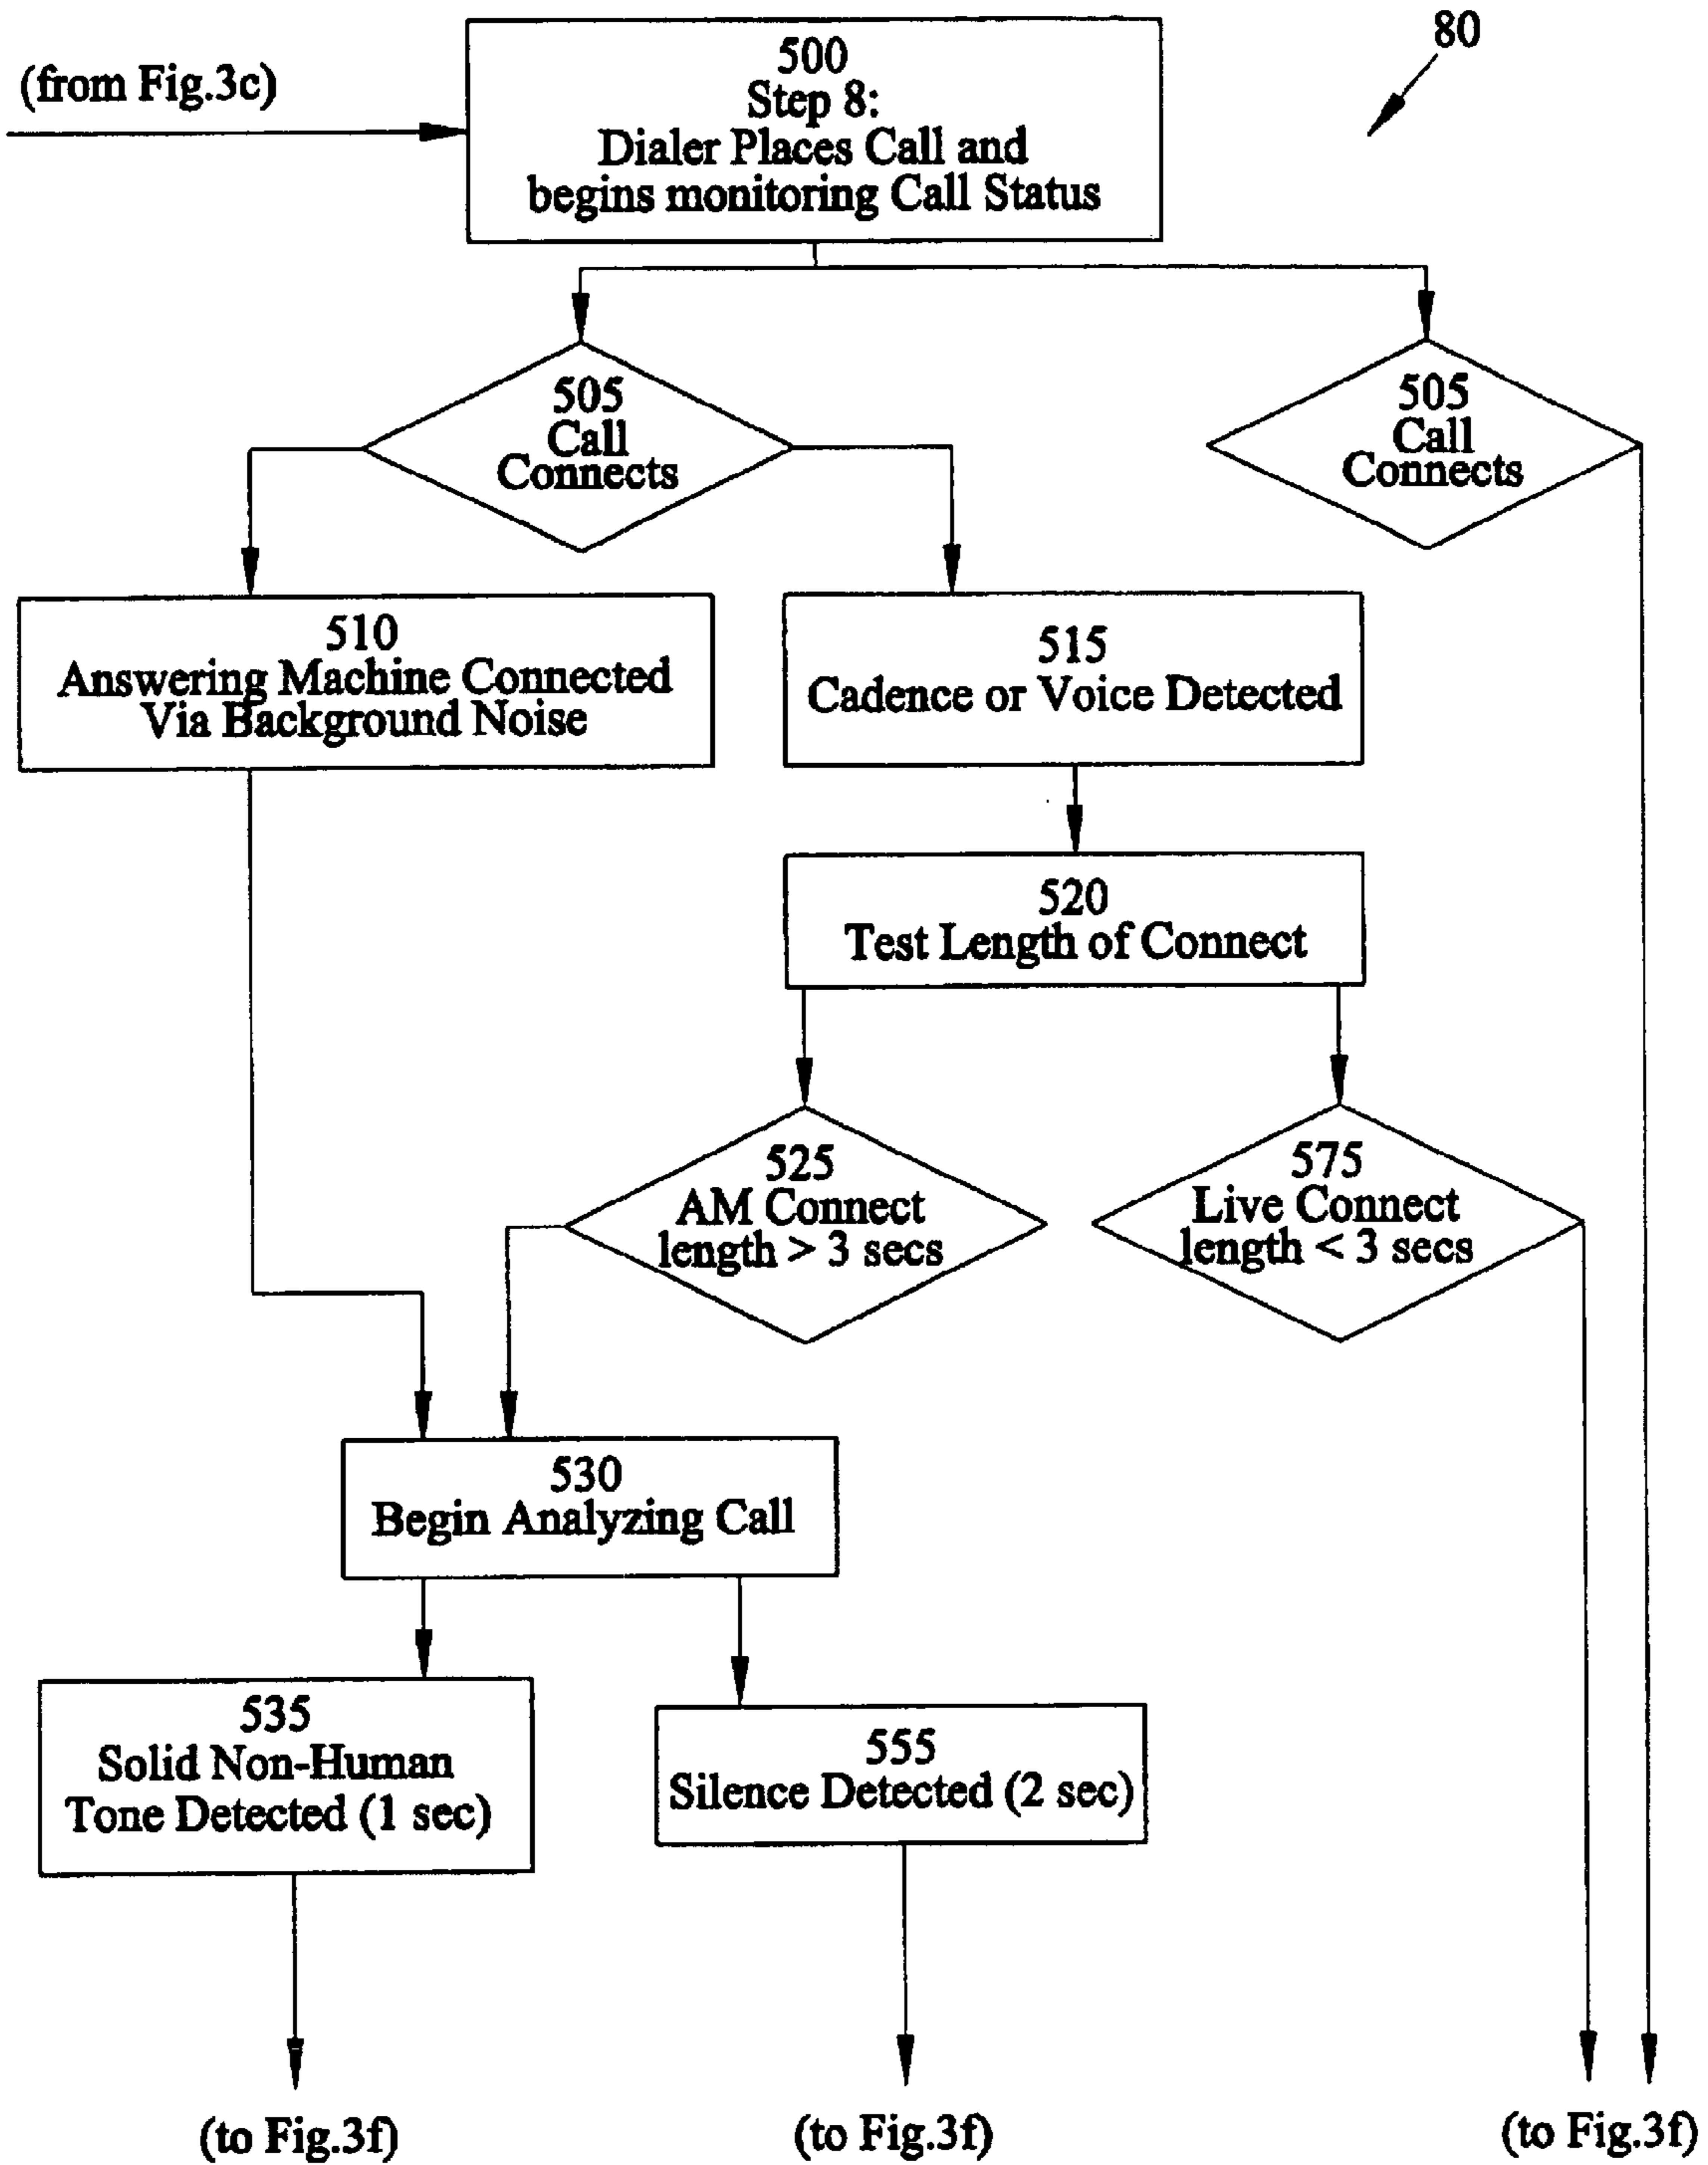 80
(from Fig.3c)
500
Step 8:
Dialer Places Call and
begins monitoring Call Status
505
Call
Connects
505
Call
Connects
510
Answering Machine Connected
Via Background Noise
515
Cadence or Voice Detected
520
Test Length of Connect
525
AM Connect
length > 3 secs
575
Live Connect
length < 3 secs
530
Begin Analyzing Call
535
Solid Non-Human
Tone Detected (1 sec)
555
Silence Detected (2 sec)
(to Fig.3f)
(to Fig.3f)
(to Fig.3f)